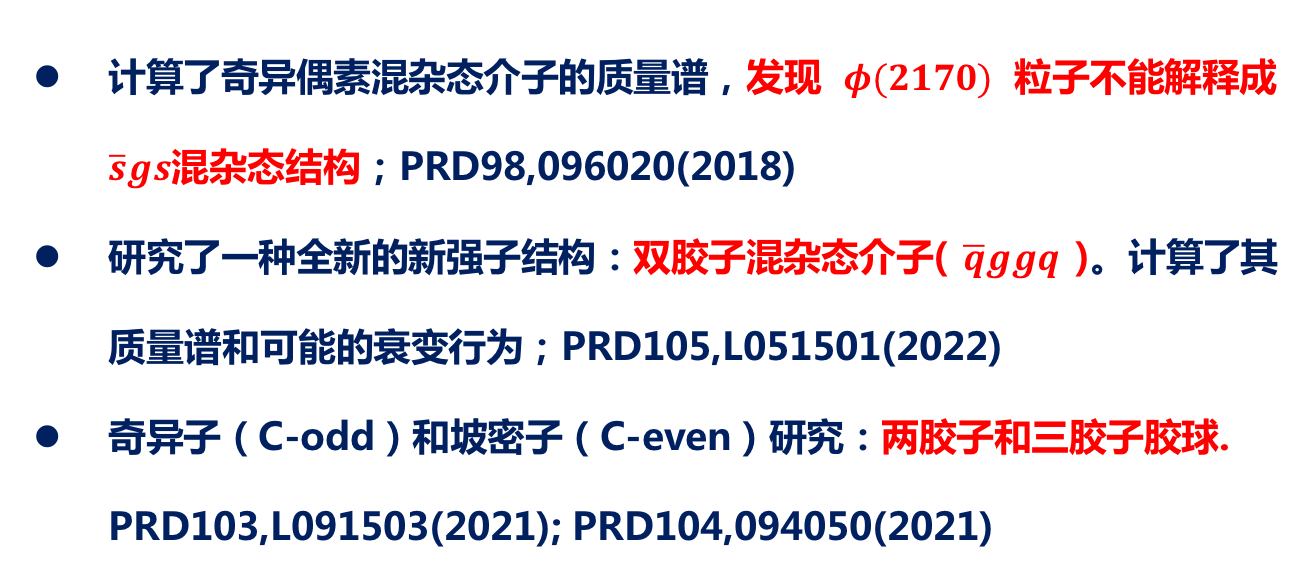 ● 计算了奇异偶素混杂态介子的质量谱，发现 ϕ(2170) 粒子不能解释成
s̅gs混杂态结构；PRD98,096020(2018)
● 研究了一种全新的新强子结构：双胶子混杂态介子( q̅ggq )。计算了其
质量谱和可能的衰变行为；PRD105,L051501(2022)
● 奇异子（C-odd）和坡密子（C-even）研究：两胶子和三胶子胶球.
PRD103,L091503(2021); PRD104,094050(2021)